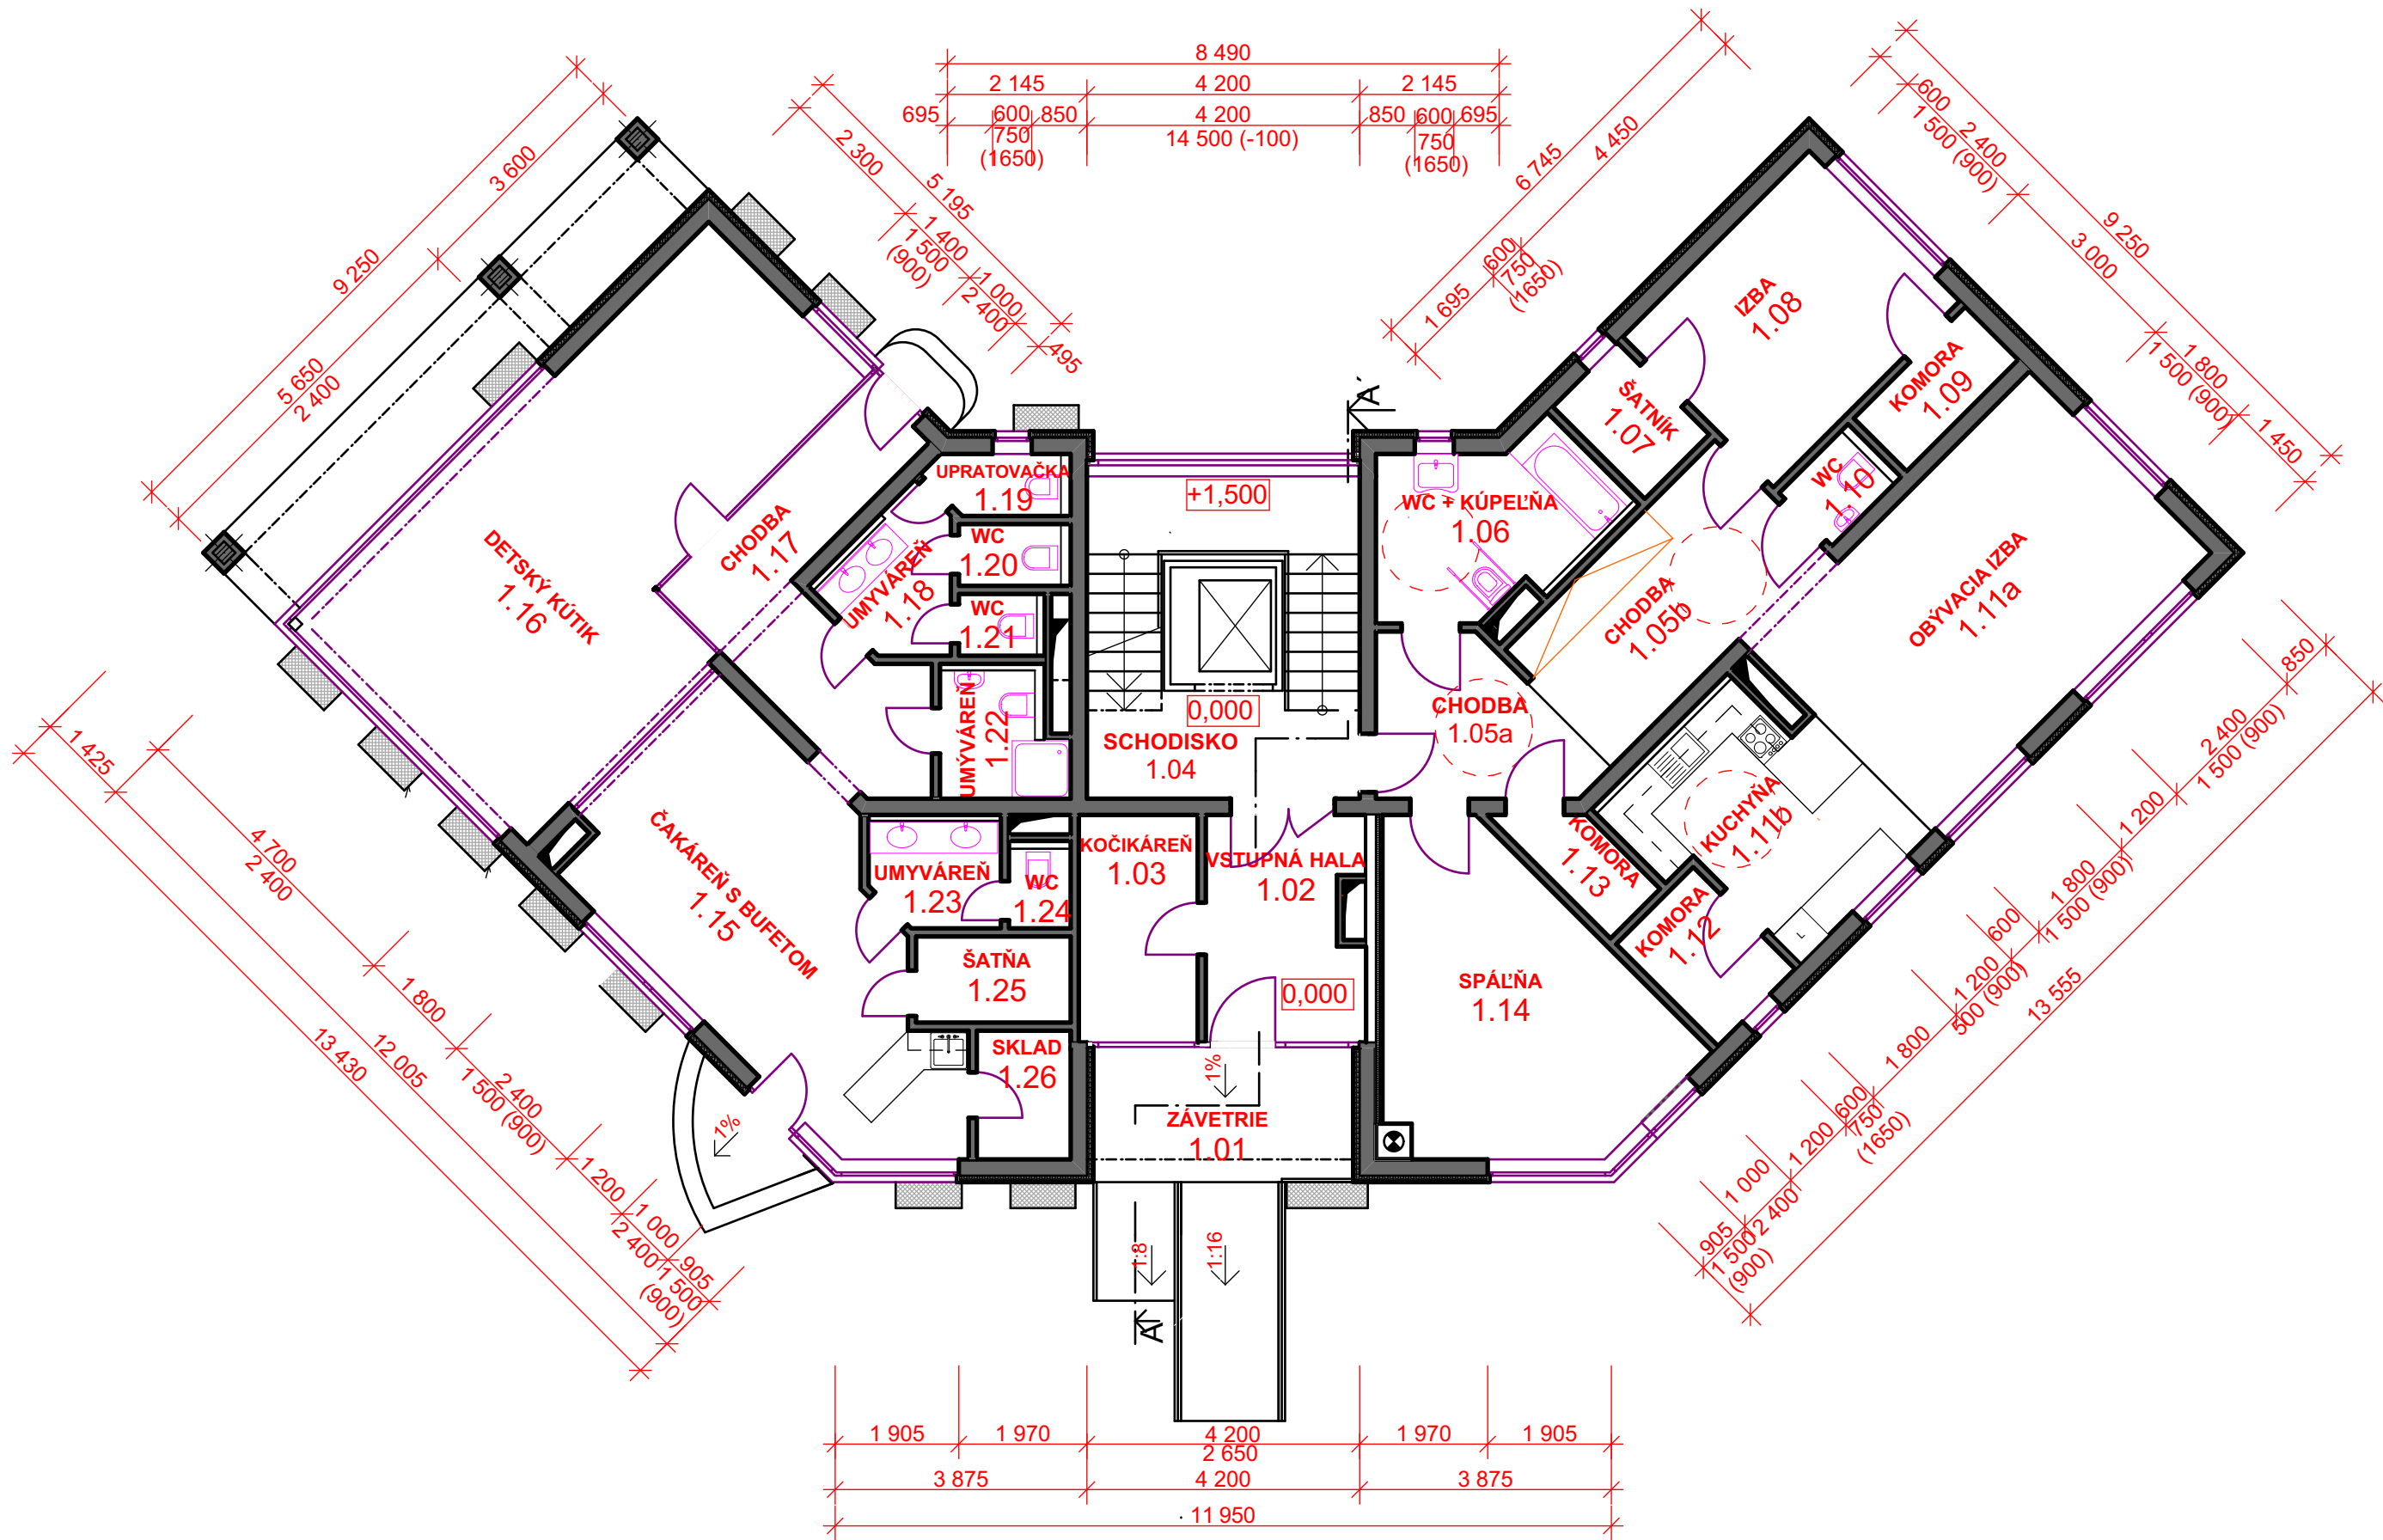 8 490
2 145
4 200
2 145
695
600
850
4 200
850
600
695
750
(1650)
14 500 (-100)
750
(1650)
9 250
3 600
5 650
2 400
2 300
5 195
1 400
1 500
(900)
1 000
2 400
495
6 745
4 450
1 695
600
750
(1650)
600
2 400
1 500 (900)
9 250
3 000
1 800
1 500 (900)
1 450
A'
IZBA
1.08
KOMORA
1.09
ŠATNÍK
1.07
WC
1.10
UPRATOVAČKA
1.19
+1,500
WC + KÚPEĽŇA
1.06
DETSKÝ KÚTIK
1.16
CHODBA
1.17
WC
1.20
UMYVÁREŇ
1.18
WC
1.21
CHODBA
1.05b
OBÝVACIA IZBA
1.11a
UMÝVÁREŇ
1.22
0,000
SCHODISKO
1.04
CHODBA
1.05a
850
2 400
1 500 (900)
1 200
1 800
1 500 (900)
600
1 200
500 (900)
1 800
13 555
600
750
(1650)
1 200
2 400
1 000
905
1 500
(900)
ČAKÁREŇ S BUFETOM
1.15
UMYVÁREŇ
1.23
WC
1.24
KOČIKÁREŇ
1.03
VSTUPNÁ HALA
1.02
KOMORA
1.13
KUCHYŇA
1.11b
KOMORA
1.12
L
ŠATŇA
1.25
0,000
SPÁĽŇA
1.14
SKLAD
1.26
1%
1%
ZÁVETRIE
1.01
1:8
1:16
A
1 425
4 700
2 400
1 800
13 430
12 005
2 400
1 500 (900)
1 200
1 000
2 400
905
1 500
(900)
1 905
1 970
4 200
2 650
1 970
1 905
3 875
4 200
3 875
11 950